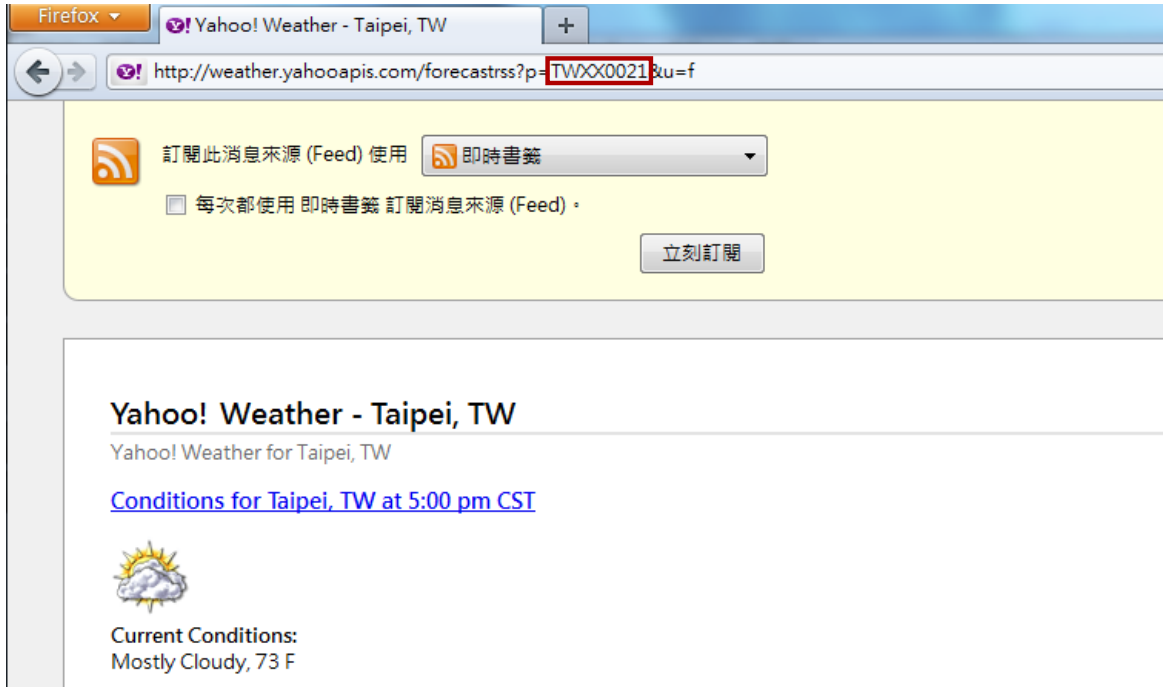 Firefox
Yahoo! Weather - Taipei, TW
http://weather.yahooapis.com/forecastrss?p=TWXX0021&u=f
訂閱此消息來源 (Feed) 使用 即時書籤
每次都使用 即時書籤 訂閱消息來源 (Feed)。
立刻訂閱
Yahoo! Weather - Taipei, TW
Yahoo! Weather for Taipei, TW
Conditions for Taipei, TW at 5:00 pm CST
Current Conditions:
Mostly Cloudy, 73 F